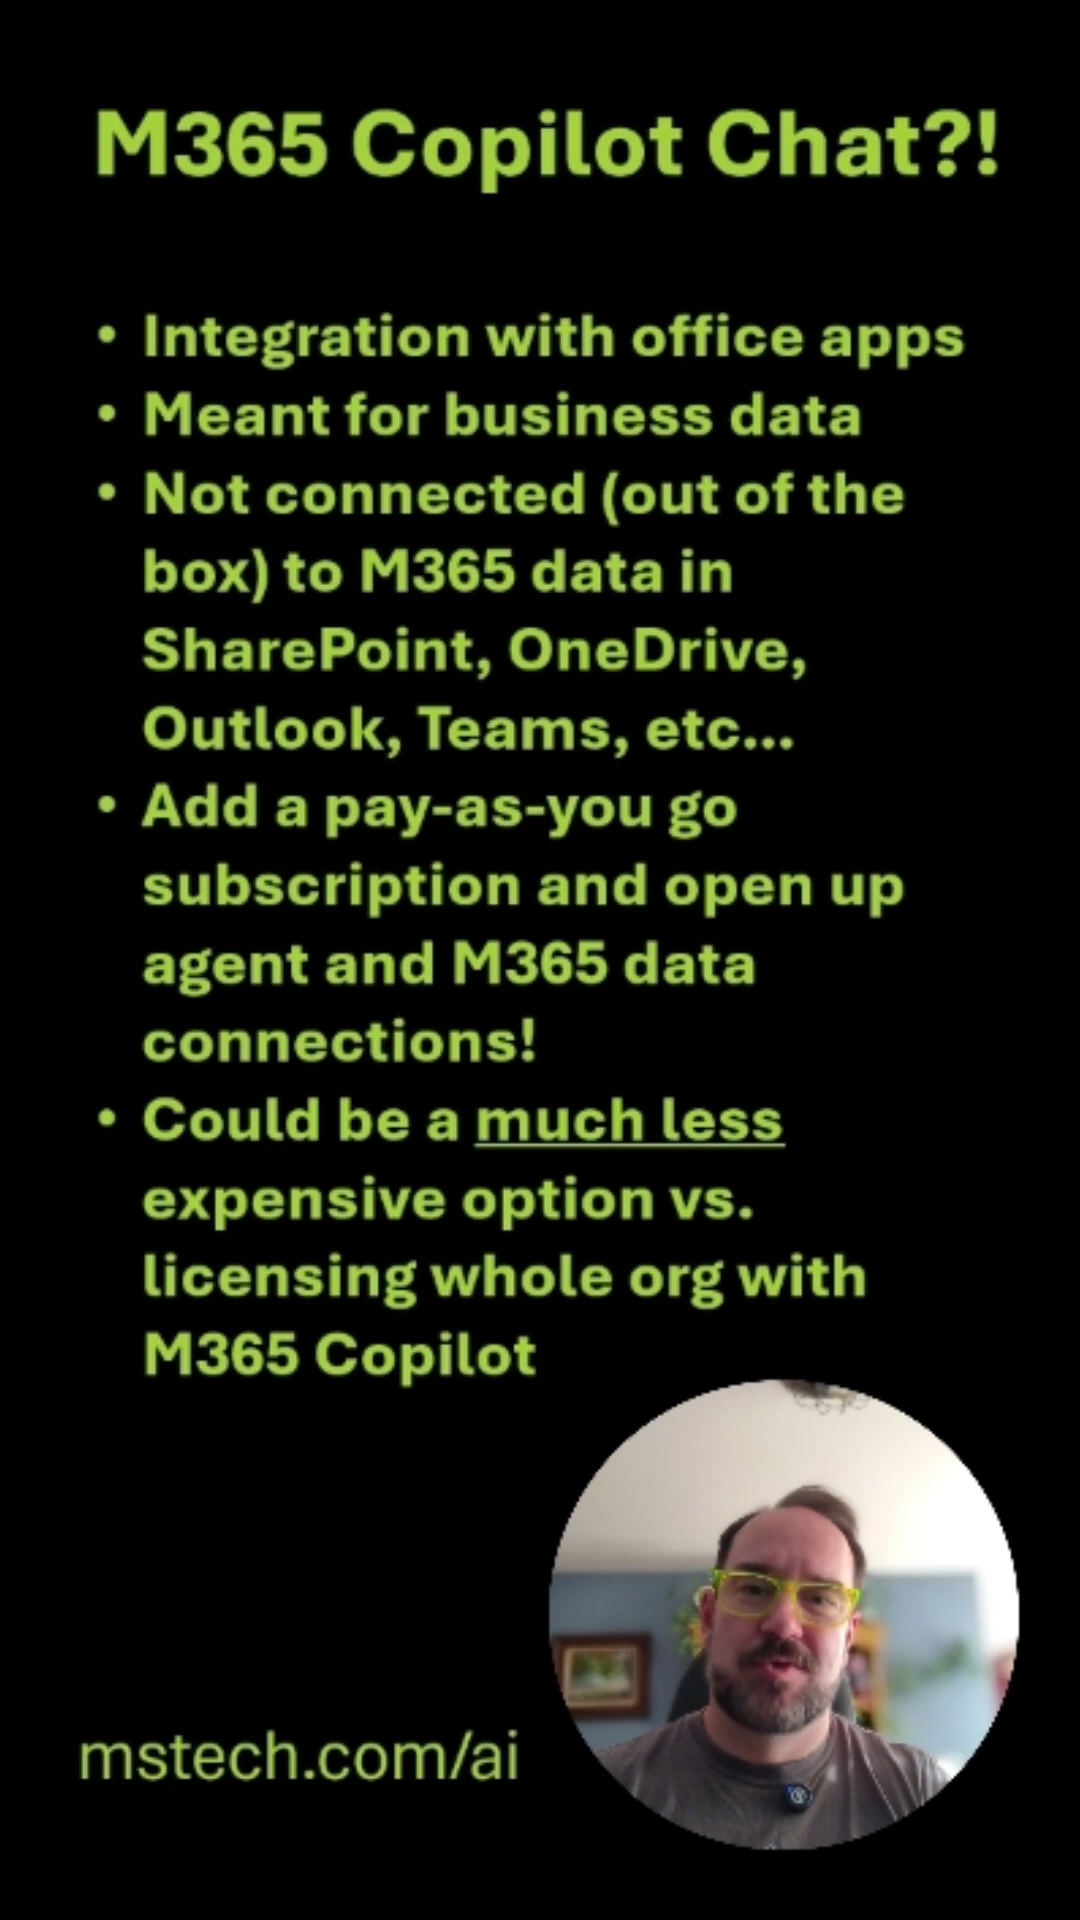 M365 Copilot Chat?!
• Integration with office apps
• Meant for business data
• Not connected (out of the
box) to M365 data in
SharePoint, OneDrive,
Outlook, Teams, etc...
• Add a pay-as-you go
subscription and open up
agent and M365 data
connections!
• Could be a much less
expensive option vs.
licensing whole org with
M365 Copilot
mstech.com/ai